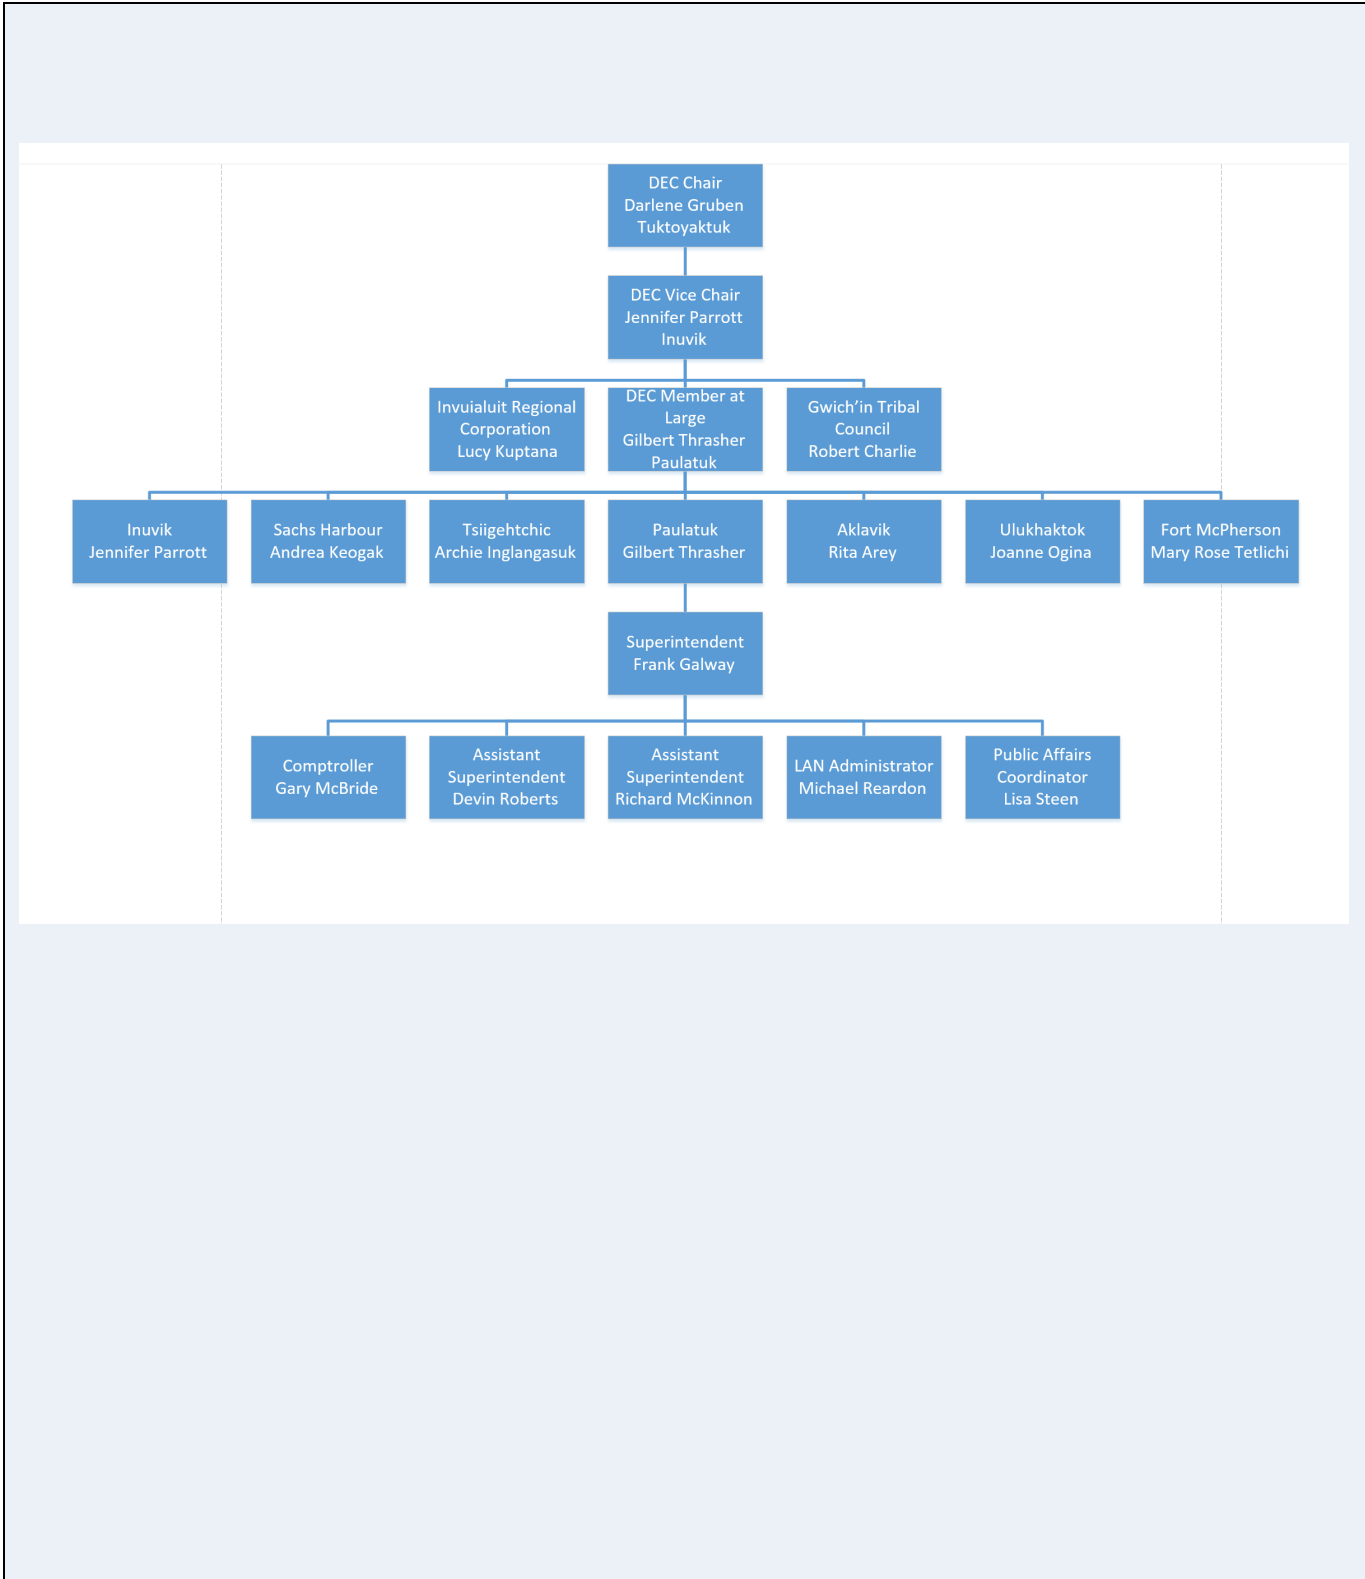 DEC Chair
Darlene Gruben
Tuktoyaktuk
DEC Vice Chair
Jennifer Parrott
Inuvik
Invuialuit Regional
Corporation
Lucy Kuptana
DEC Member at
Large
Gilbert Thrasher
Paulatuk
Gwich’in Tribal
Council
Robert Charlie
Inuvik
Jennifer Parrott
Sachs Harbour
Andrea Keogak
Tsiigehtchic
Archie Inglangasuk
Paulatuk
Gilbert Thrasher
Aklavik
Rita Arey
Ulukhaktok
Joanne Ogina
Fort McPherson
Mary Rose Tetlichi
Superintendent
Frank Galway
Comptroller
Gary McBride
Assistant
Superintendent
Devin Roberts
Assistant
Superintendent
Richard McKinnon
LAN Administrator
Michael Reardon
Public Affairs
Coordinator
Lisa Steen